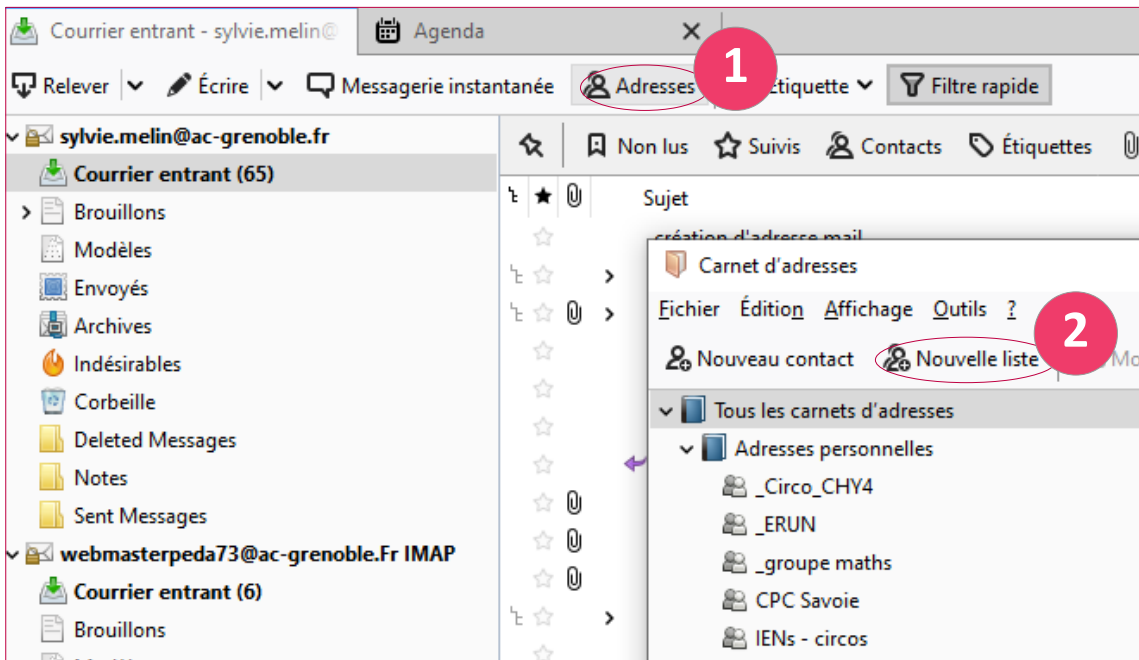 Courrier entrant - sylvie.melin@
Agenda
1
Relever
Écrire
Messagerie instantanée
Adresses
Étiquette
Filtre rapide
sylvie.melin@ac-grenoble.fr
Courrier entrant (65)
Brouillons
Modèles
Envoyés
Archives
Indésirables
Corbeille
Deleted Messages
Notes
Sent Messages
webmasterpeda73@ac-grenoble.Fr IMAP
Courrier entrant (6)
Brouillons
Non lus
Suivis
Contacts
Étiquettes
Sujet
création d'adresse mail
Carnet d'adresses
Fichier Édition Affichage Outils ?
2
Nouveau contact
Nouvelle liste
Mo
Tous les carnets d'adresses
Adresses personnelles
_Circo_CHY4
_ERUN
_groupe maths
CPC Savoie
IENs - circos